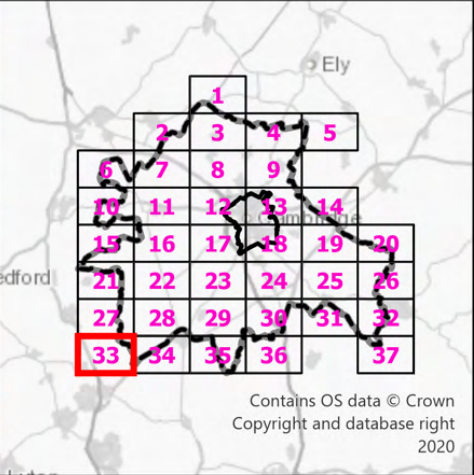 Ely
1
2 3 4 5
6 7 8 9
10 11 12 13 14
Cambridge
15 16 17 18 19 20
edford
21 22 23 24 25 26
27 28 29 30 31 32
33 34 35 36 37
Contains OS data © Crown
Copyright and database right
2020